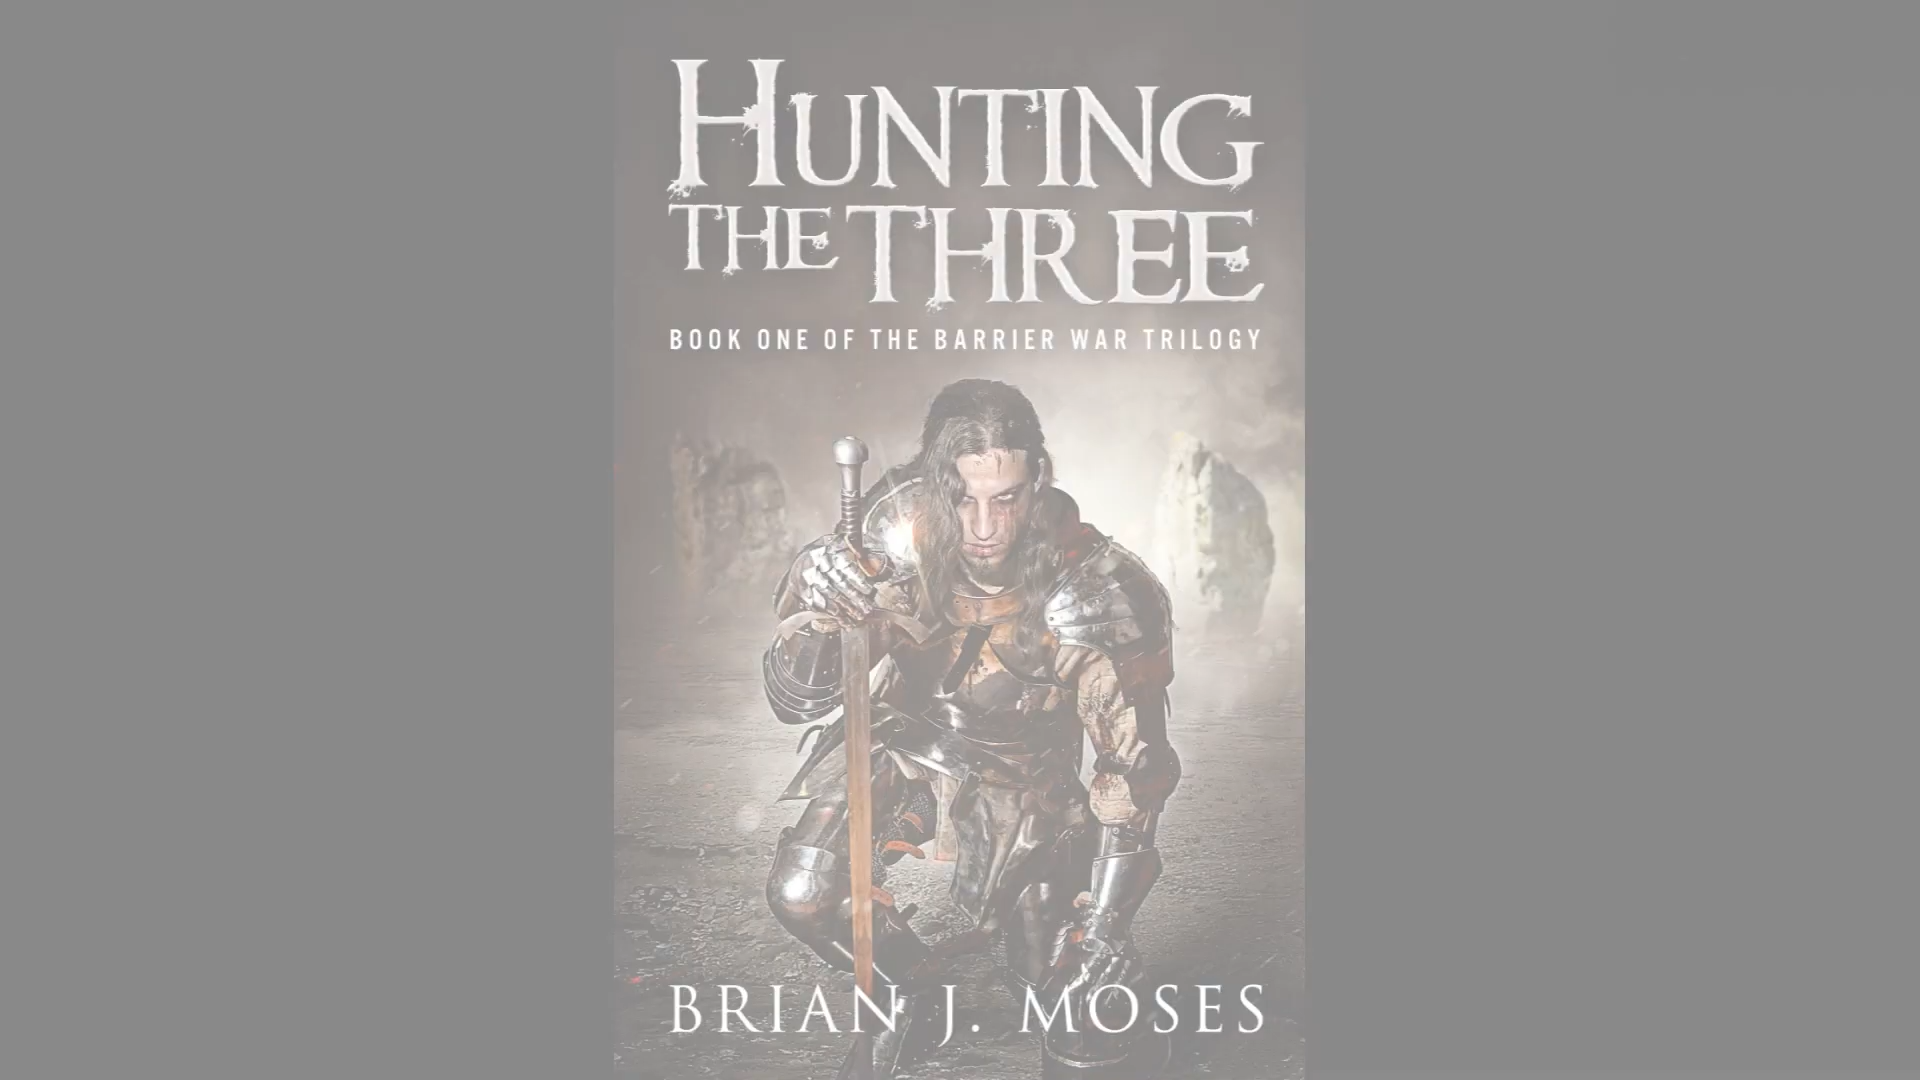 HUNTING
THE THREE
BOOK ONE OF THE BARRIER WAR TRILOGY
BRIAN J. MOSES